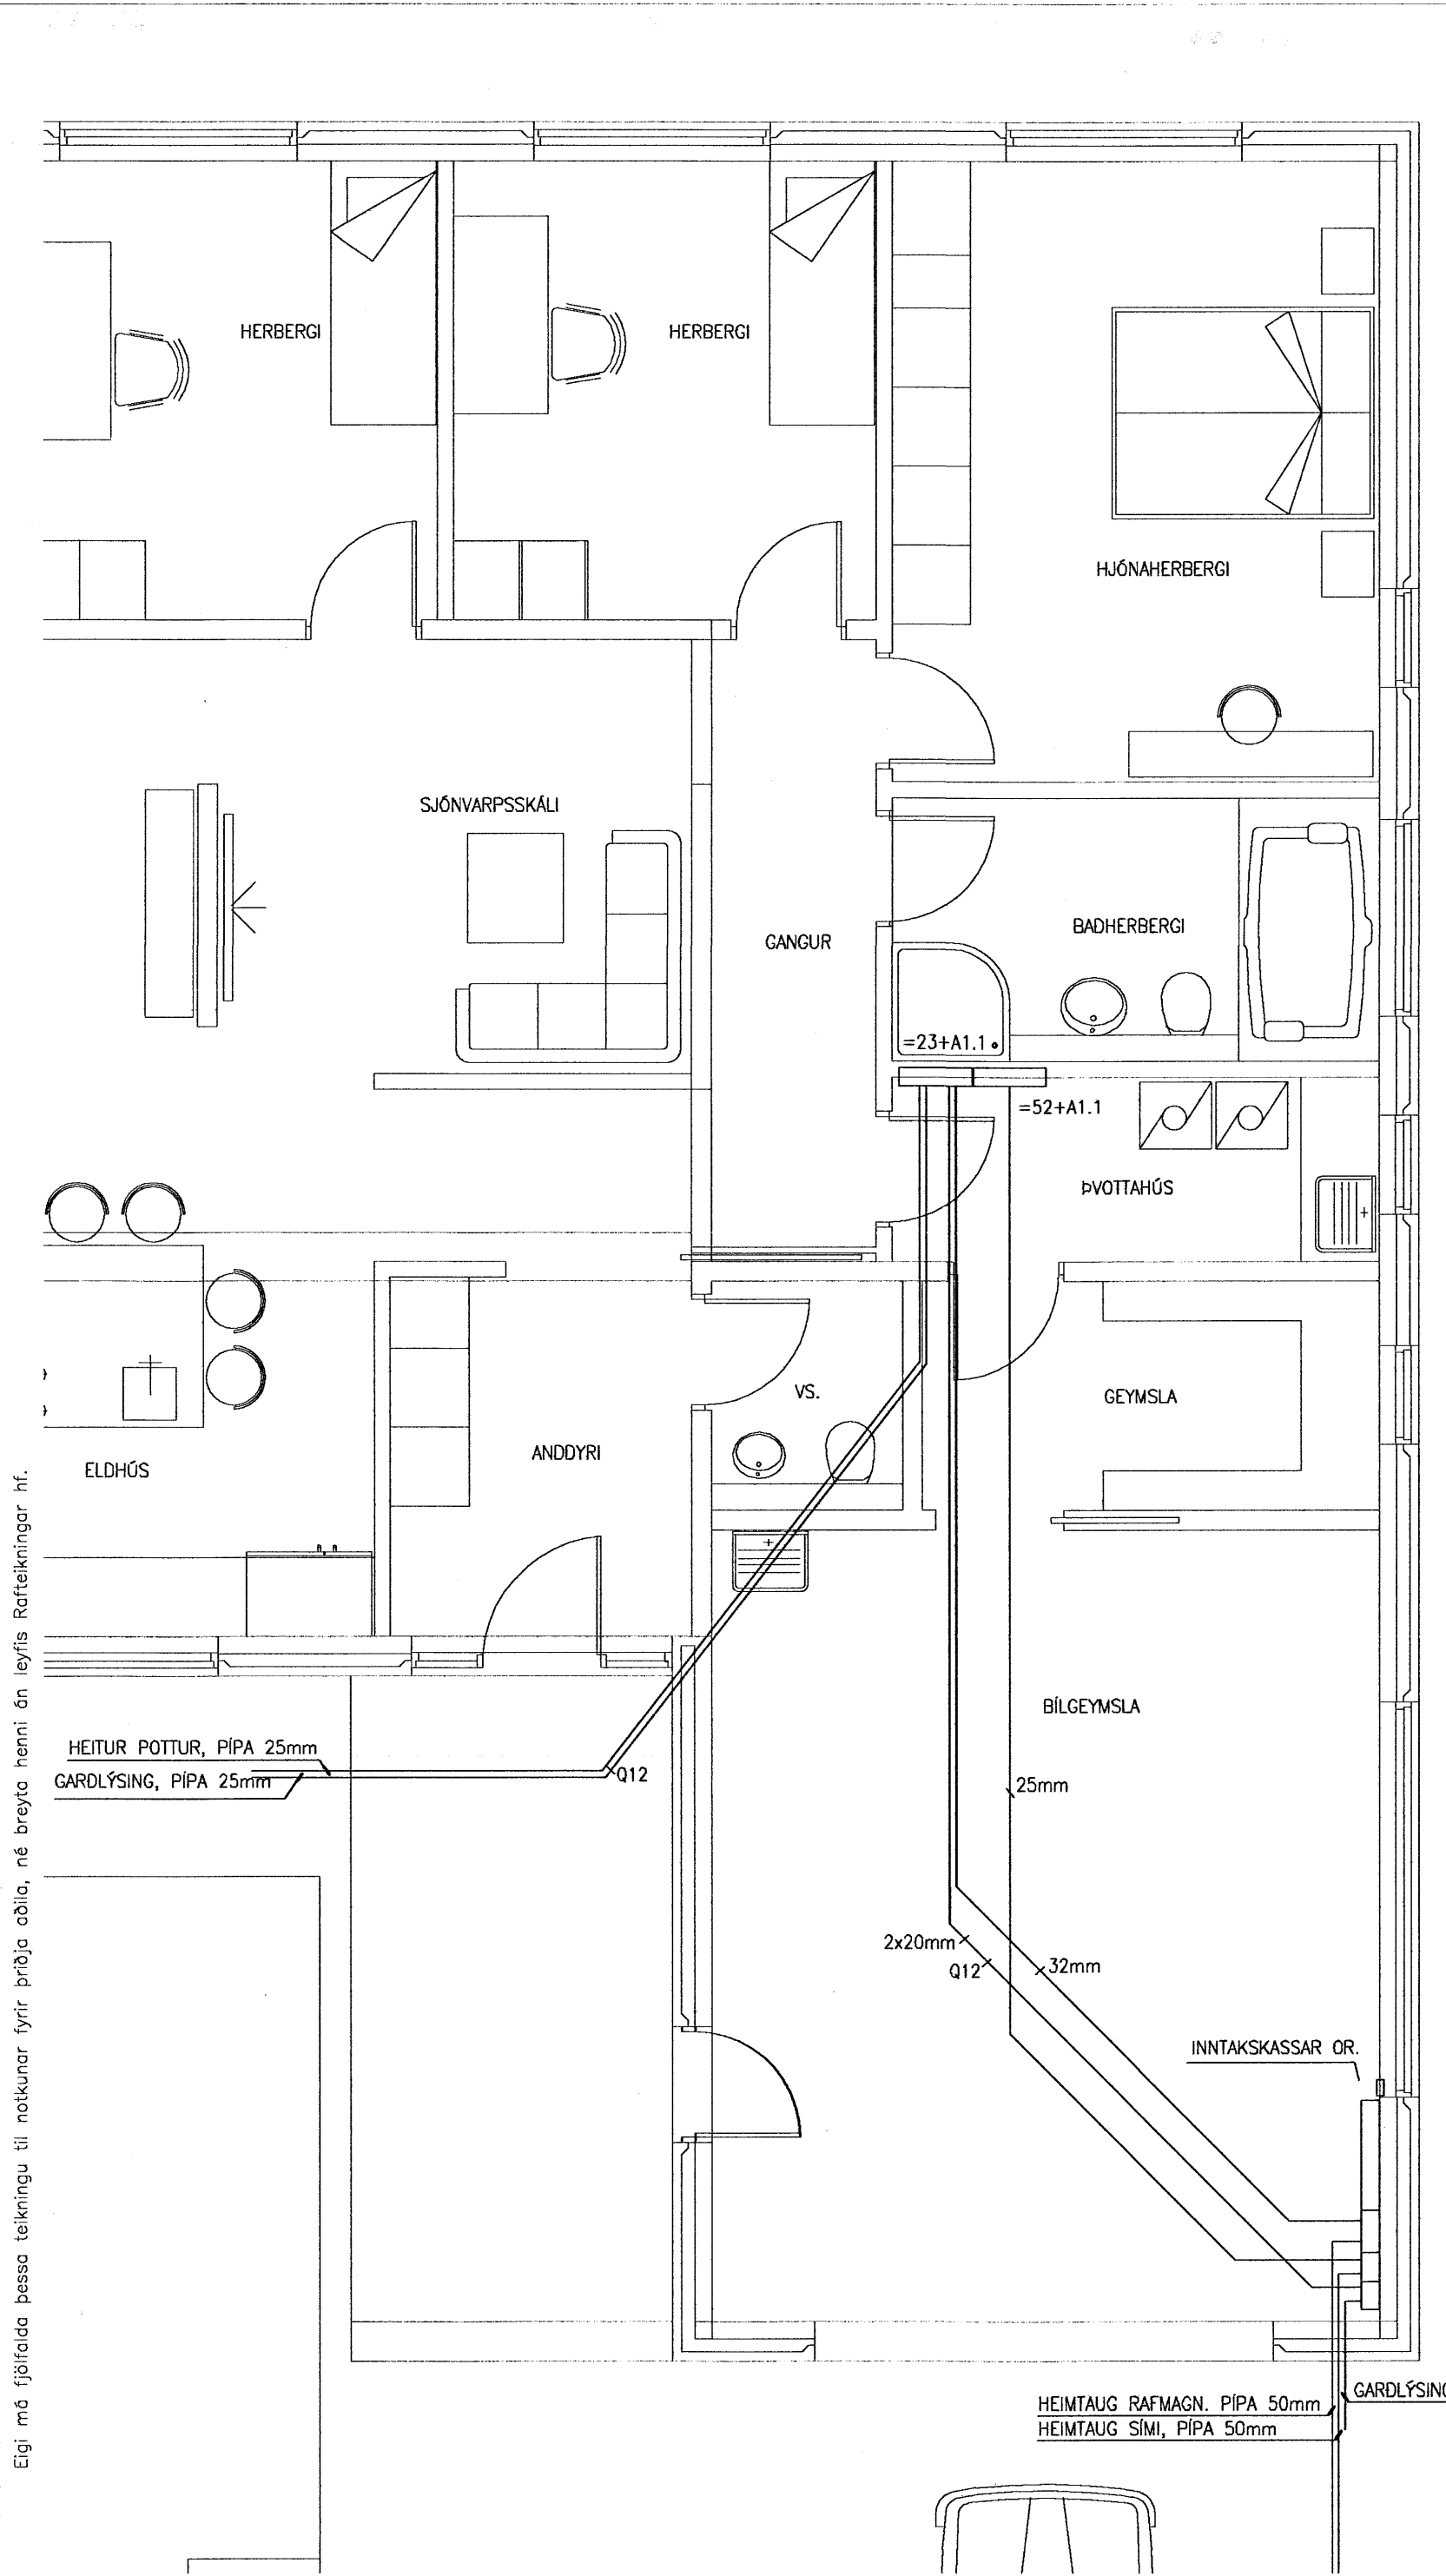 HERBERGI
HERBERGI
HJÓNAHERBERGI
SJÓNVARPSSKÁLI
GANGUR
BADHERBERGI
=23+A1.1
=52+A1.1
ÞVOTTAHÚS
VS.
GEYMSLA
ANDDYRI
ELDHÚS
BÍLGEYMSLA
HEITUR POTTUR, PÍPA 25mm
GARDLÝSING, PÍPA 25mm
Q12
25mm
2x20mm
Q12
32mm
INNTAKSKASSAR OR.
GARDLÝSING
HEIMTAUG RAFMAGN. PÍPA 50mm
HEIMTAUG SÍMI, PÍPA 50mm
Eigi má fjölfalda þessa teikningu til notkunar fyrir þriðja aðila, né breyta henni án leyfis Rafteikningar hf.